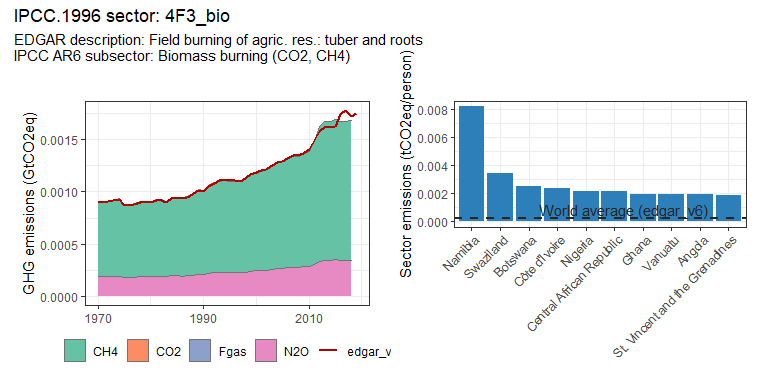 IPCC.1996 sector: 4F3_bio
EDGAR description: Field burning of agric. res.: tuber and roots
IPCC AR6 subsector: Biomass burning (CO2, CH4)
GHG emissions (GtCO2eq)
0.0015
0.0010
0.0005
0.0000
1970
1990
2010
CH4
CO2
Fgas
N2O
edgar_v
Sector emissions (tCO2eq/person)
0.008
0.006
0.004
0.002
0.000
World average (edgar_v6)
Namibia
Swaziland
Botswana
Côte d'Ivoire
Nigeria
Central African Republic
Ghana
Vanuatu
Angola
St. Vincent and the Grenadines